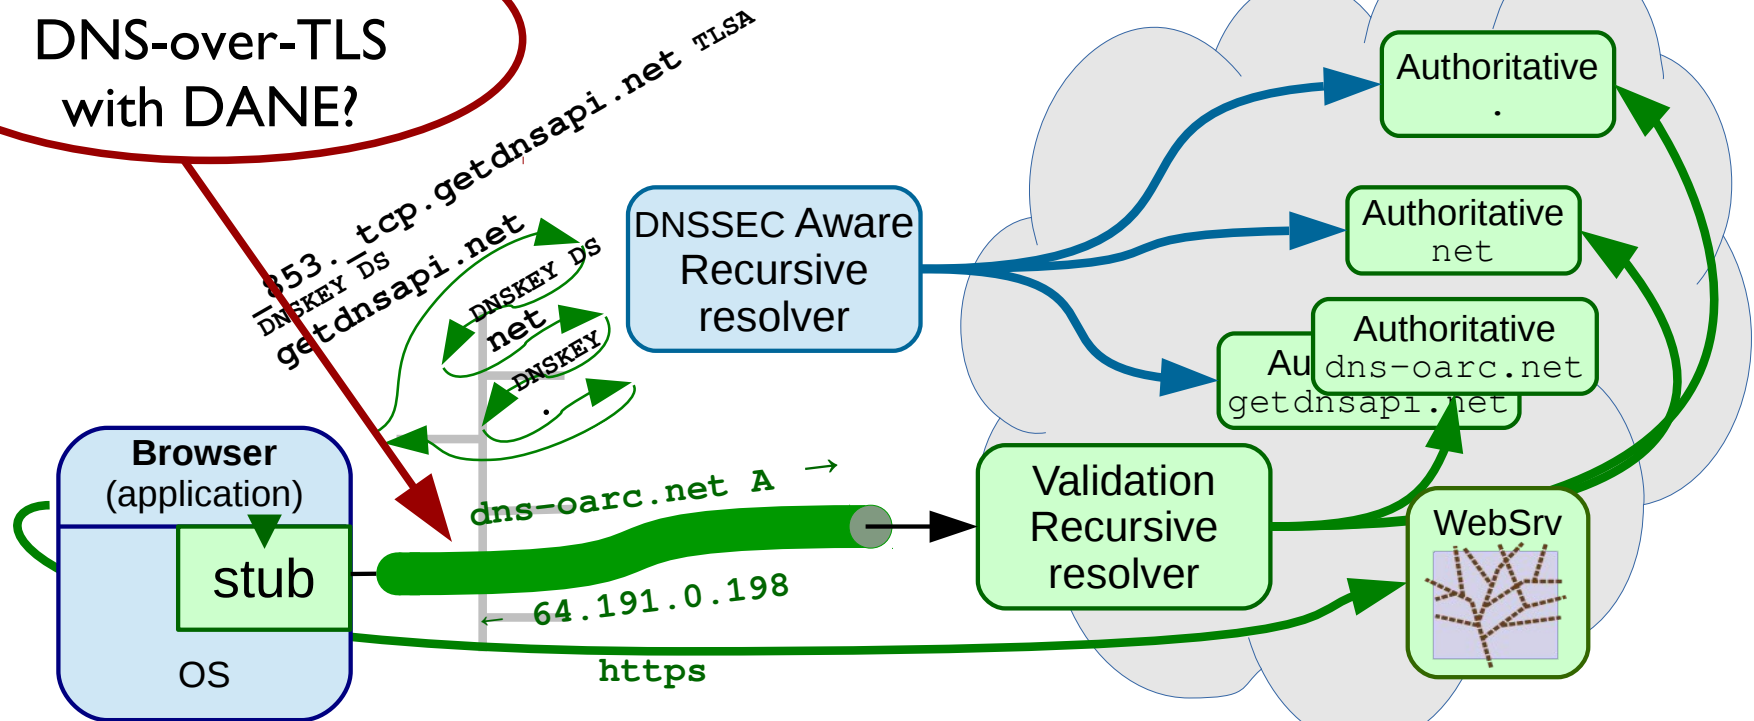 DNS-over-TLS
with DANE?
_853._tcp.getdnsapi.net TLSA
DNSKEY DS
getdnsapi.net
DNSKEY DS
net
DNSKEY
.
DNSSEC Aware
Recursive
resolver
Authoritative
.
Authoritative
net
Authoritative
dns-oarc.net
Au
getdnsapi.net
Browser
(application)
stub
OS
dns-oarc.net A →
← 64.191.0.198
https
Validation
Recursive
resolver
WebSrv